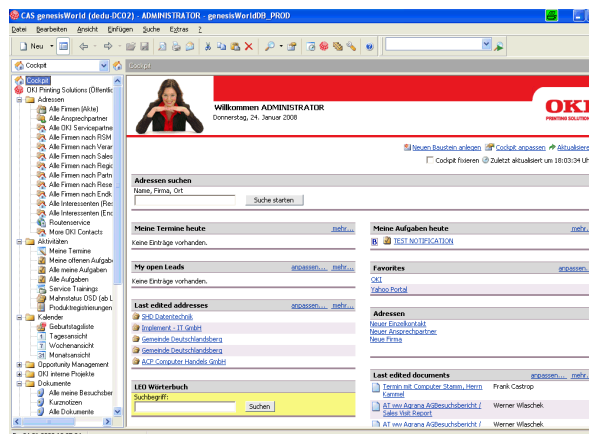 CAS genesisWorld (dedu-DC02) - ADMINISTRATOR - genesisWorldDB_PROD
Datei Bearbeiten Ansicht Einfügen Suche Extras ?
Neu
Cockpit
Cockpit
Cockpit
OKI Printing Solutions (Öffentlic
Adressen
Alle Firmen (Akte)
Alle Ansprechpartner
Alle OKI Servicepartne
Alle Firmen nach RSM
Alle Firmen nach Verar
Alle Firmen nach Sales
Alle Firmen nach Regic
Alle Firmen nach Partn
Alle Firmen nach Rese
Alle Firmen nach Endk
Alle Interessenten (Res
Alle Interessenten (Enc
Routenservice
More OKI Contacts
Aktivitäten
Meine Termine
Meine offenen Aufgab
Alle meine Aufgaben
Alle Aufgaben
Service Trainings
Mahnstatus OSD (ab L
Produktregistrierungen
Kalender
Geburtstagsliste
Tagesansicht
Wochenansicht
Monatsansicht
Opportunity Management
OKI interne Projekte
Dokumente
Alle meine Besuchsber
Kurznotizen
Alle Dokumente
Willkommen ADMINISTRATOR
Donnerstag, 24. Januar 2008
OKI
PRINTING SOLUTION
Neuen Baustein anlegen Cockpit anpassen Aktualisiere
Cockpit fixieren Zuletzt aktualisiert um 18:03:34 Uh
Adressen suchen
Name, Firma, Ort
Suche starten
Meine Termine heute mehr...
Keine Einträge vorhanden.
My open Leads anpassen... mehr...
Keine Einträge vorhanden.
Last edited addresses anpassen... mehr...
SHD Datentechnik
Implement - IT GmbH
Gemeinde Deutschlandsberg
Gemeinde Deutschlandsberg
ACP Computer Handels GmbH
LEO Wörterbuch
Suchbegriff:
Suchen
Meine Aufgaben heute mehr.
B TEST NOTIFICATION
Favorites anpassen.
OKI
Yahoo Portal
Adressen
Neuer Einzelkontakt
Neuer Ansprechpartner
Neue Firma
Last edited documents anpassen... mehr.
Termin mit Computer Stamm, Herrn Frank Castrop
Kammel
AT ww Agrana AGBesuchsbericht / Werner Wlaschek
Sales Visit Report
AT ww Agrana AGBesuchsbericht / Werner Wlaschek